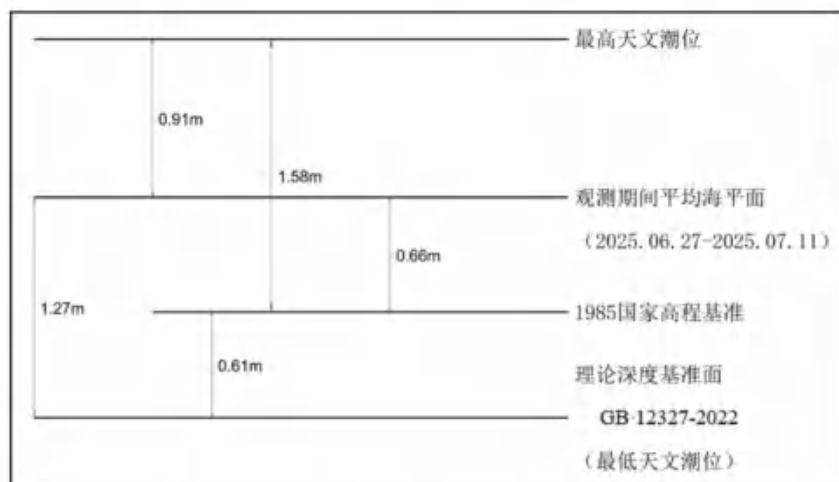 最高天文潮位
0.91m
1.58m
观测期间平均海平面
（2025.06.27-2025.07.11）
0.66m
1.27m
1985国家高程基准
0.61m
理论深度基准面
GB 12327-2022
（最低天文潮位）